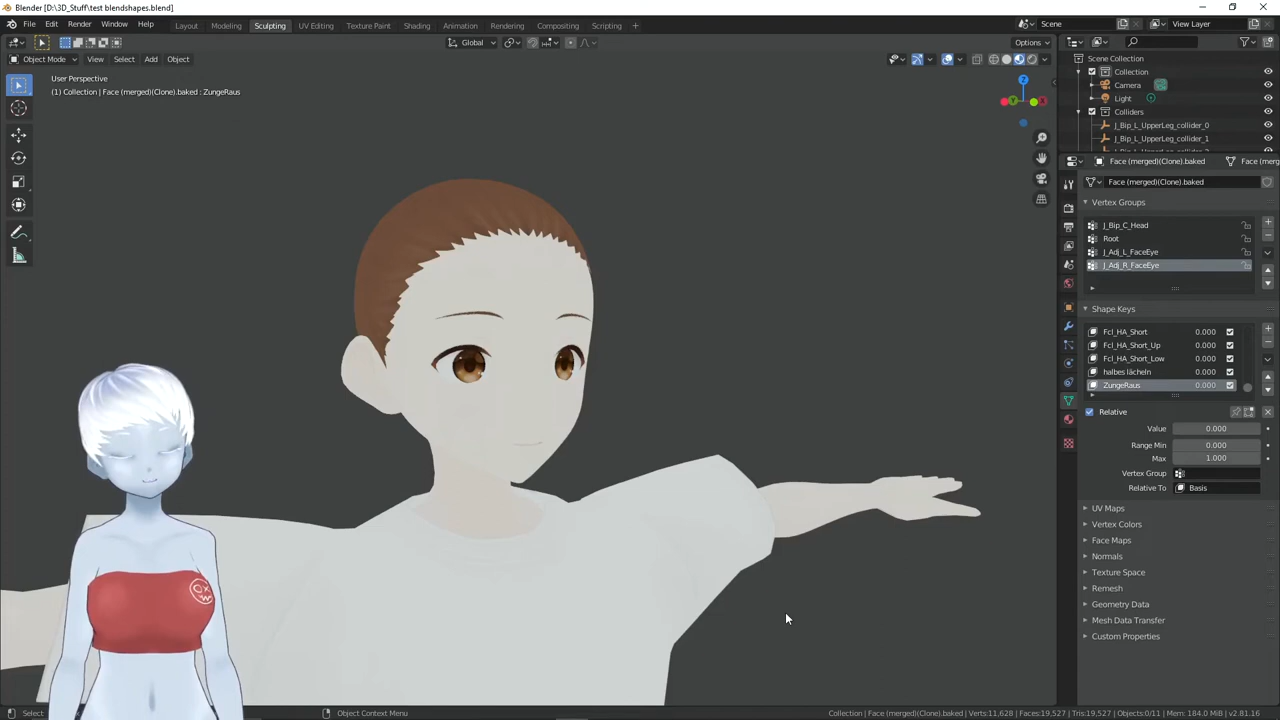 Blender [D:\3D_Stuff\test blendshapes.blend]
File Edit Render Window Help Layout Modeling Sculpting UV Editing Texture Paint Shading Animation Rendering Compositing Scripting + Scene View Layer
Global Options
Object Mode View Select Add Object
User Perspective
(1) Collection | Face (merged)(Clone).baked : ZungeRaus
Z
Y
X
Scene Collection
Collection
Camera
Light
Colliders
J_Bip_L_UpperLeg_collider_0
J_Bip_L_UpperLeg_collider_1
Face (merged)(Clone).baked Face (merg
Face (merged)(Clone).baked
Vertex Groups
J_Bip_C_Head
Root
J_Adj_L_FaceEye
J_Adj_R_FaceEye
Shape Keys
Fcl_HA_Short 0.000
Fcl_HA_Short_Up 0.000
Fcl_HA_Short_Low 0.000
halbes lächeln 0.000
ZungeRaus 0.000
Relative
Value 0.000
Range Min 0.000
Max 1.000
Vertex Group
Relative To Basis
UV Maps
Vertex Colors
Face Maps
Normals
Texture Space
Remesh
Geometry Data
Mesh Data Transfer
Custom Properties
Select Object Context Menu Collection | Face (merged)(Clone).baked | Verts:11,628 | Faces:19,527 | Tris:19,527 | Objects:0/11 | Mem: 184.0 MiB | v2.81.16